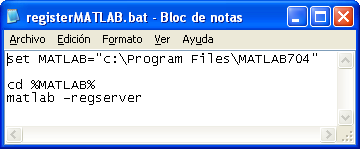 registerMATLAB.bat - Bloc de notas
Archivo Edición Formato Ver Ayuda
set MATLAB="c:\Program Files\MATLAB704"
cd %MATLAB%
matlab -regserver